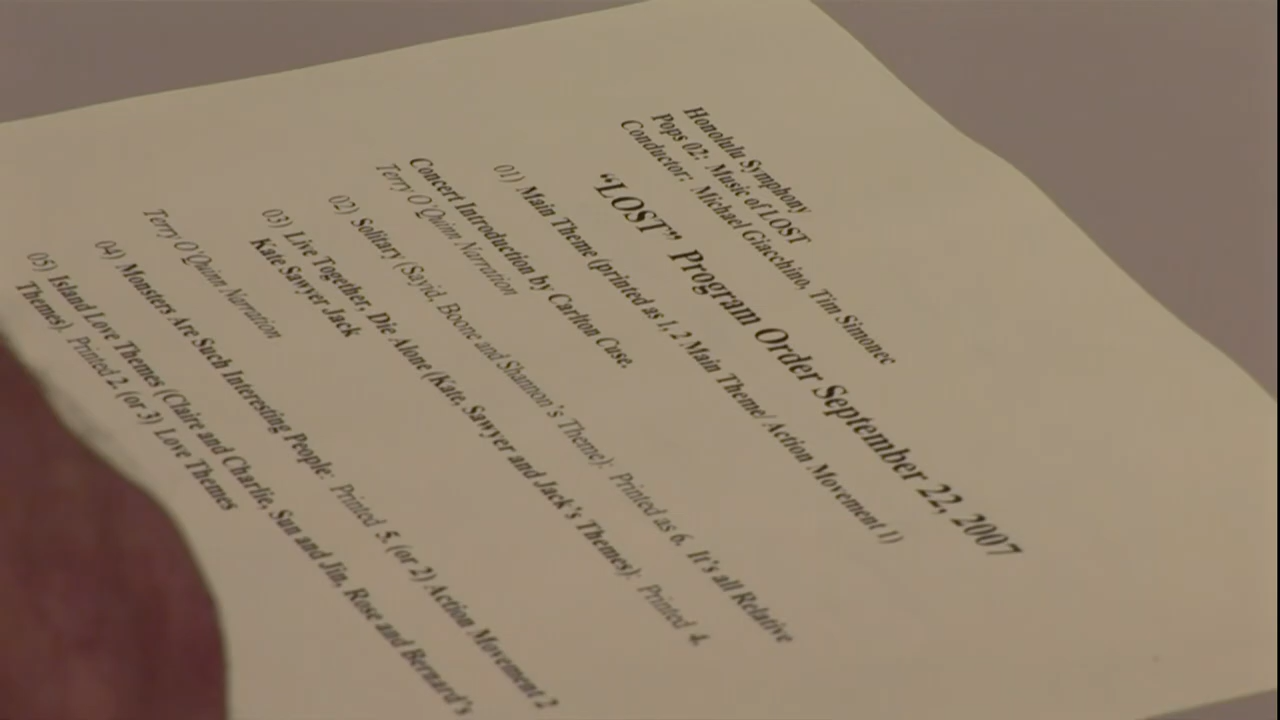 Honolulu Symphony
Pops 02: Music of LOST
Conductor: Michael Giacchino, Tim Simonec
“LOST” Program Order September 22, 2007
01) Main Theme (printed as 1, 2 Main Theme/ Action Movement 1)
Concert Introduction by Carlton Cuse.
Terry O'Quinn Narration
02) Solitary (Sayid, Boone and Shannon's Theme): Printed as 6. It's all Relative
03) Live Together, Die Alone (Kate, Sawyer and Jack's Themes): Printed 4.
Kate Sawyer Jack
Terry O'Quinn Narration
04) Monsters Are Such Interesting People: Printed 5. (or 2) Action Movement 2
05) Island Love Themes (Claire and Charlie, Sun and Jin, Rose and Bernard's
Themes). Printed 2. (or 3) Love Themes